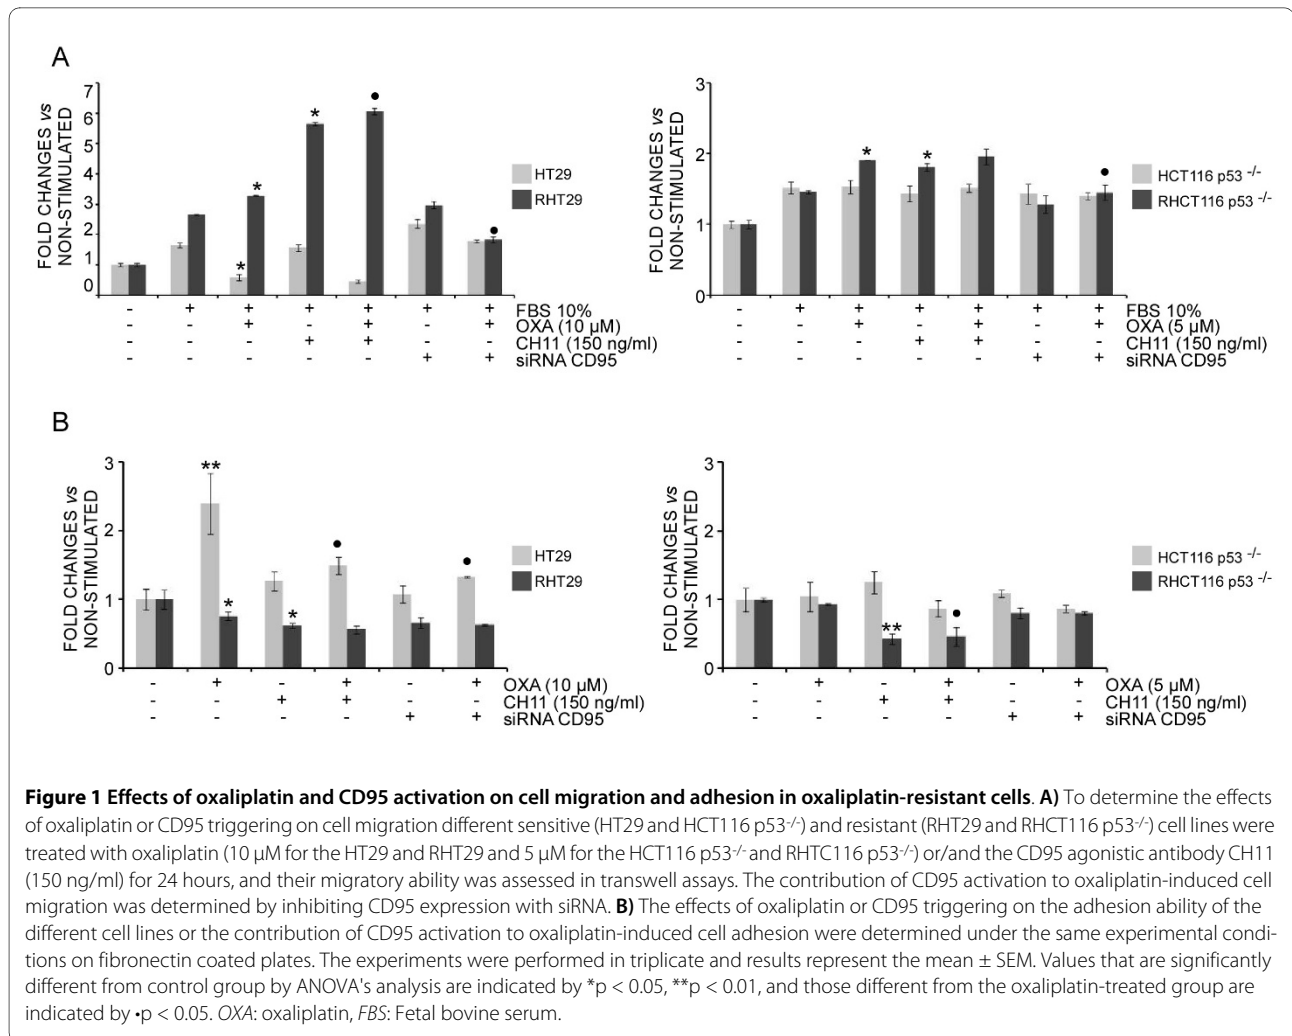 A
FOLD CHANGES vs
NON-STIMULATED
7
6
5
4
3
2
1
0
*
*
*
•
•
HT29
RHT29
- + + + + + + FBS 10%
- - + - + - + OXA (10 µM)
- - - + + - - CH11 (150 ng/ml)
- - - - - + + siRNA CD95
FOLD CHANGES vs
NON-STIMULATED
3
2
1
0
*
*
•
HCT116 p53 -/-
RHCT116 p53 -/-
- + + + + + + FBS 10%
- - + - + - + OXA (5 µM)
- - - + + - - CH11 (150 ng/ml)
- - - - - + + siRNA CD95
B
FOLD CHANGES vs
NON-STIMULATED
3
2
1
0
**
*
*
•
•
HT29
RHT29
- + - + - + OXA (10 µM)
- - + + - - CH11 (150 ng/ml)
- - - - + + siRNA CD95
FOLD CHANGES vs
NON-STIMULATED
3
2
1
0
**
•
HCT116 p53 -/-
RHCT116 p53 -/-
- + - + - + OXA (5 µM)
- - + + - - CH11 (150 ng/ml)
- - - - + + siRNA CD95
Figure 1 Effects of oxaliplatin and CD95 activation on cell migration and adhesion in oxaliplatin-resistant cells. A) To determine the effects
of oxaliplatin or CD95 triggering on cell migration different sensitive (HT29 and HCT116 p53-/-) and resistant (RHT29 and RHCT116 p53-/-) cell lines were
treated with oxaliplatin (10 µM for the HT29 and RHT29 and 5 µM for the HCT116 p53-/- and RHTC116 p53-/-) or/and the CD95 agonistic antibody CH11
(150 ng/ml) for 24 hours, and their migratory ability was assessed in transwell assays. The contribution of CD95 activation to oxaliplatin-induced cell
migration was determined by inhibiting CD95 expression with siRNA. B) The effects of oxaliplatin or CD95 triggering on the adhesion ability of the
different cell lines or the contribution of CD95 activation to oxaliplatin-induced cell adhesion were determined under the same experimental condi-
tions on fibronectin coated plates. The experiments were performed in triplicate and results represent the mean ± SEM. Values that are significantly
different from control group by ANOVA's analysis are indicated by *p < 0.05, **p < 0.01, and those different from the oxaliplatin-treated group are
indicated by •p < 0.05. OXA: oxaliplatin, FBS: Fetal bovine serum.